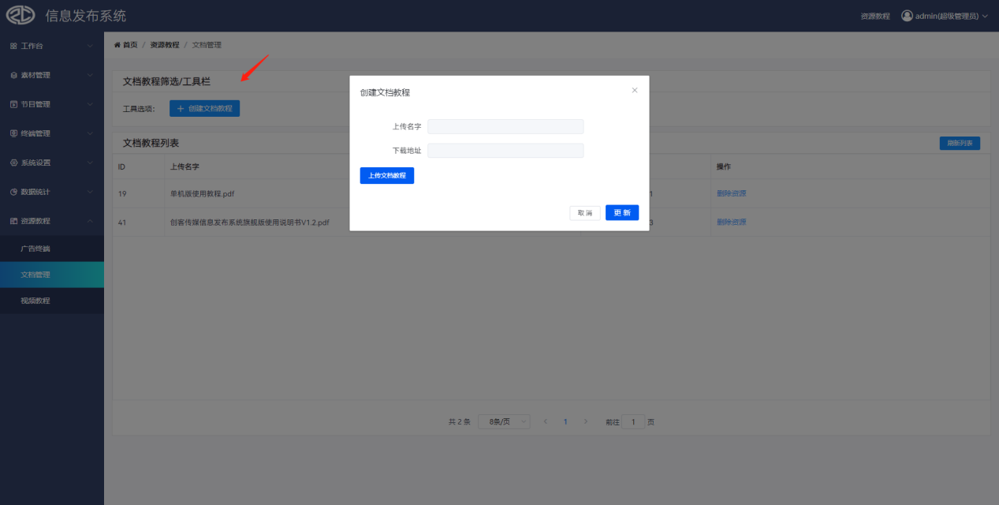 信息发布系统
资源教程
admin(超级管理员)
工作台
素材管理
节目管理
终端管理
系统设置
数据统计
资源教程
广告终端
文档管理
视频教程
首页 / 资源教程 / 文档管理
文档教程筛选/工具栏
工具选项:
+ 创建文档教程
文档教程列表
刷新列表
ID 上传名字 操作
19 单机版使用教程.pdf 1 删除资源
41 创客传媒信息发布系统旗舰版使用说明书V1.2.pdf 3 删除资源
创建文档教程
上传名字
下载地址
上传文档教程
取消 更新
共 2 条 8条/页 1 前往 1 页